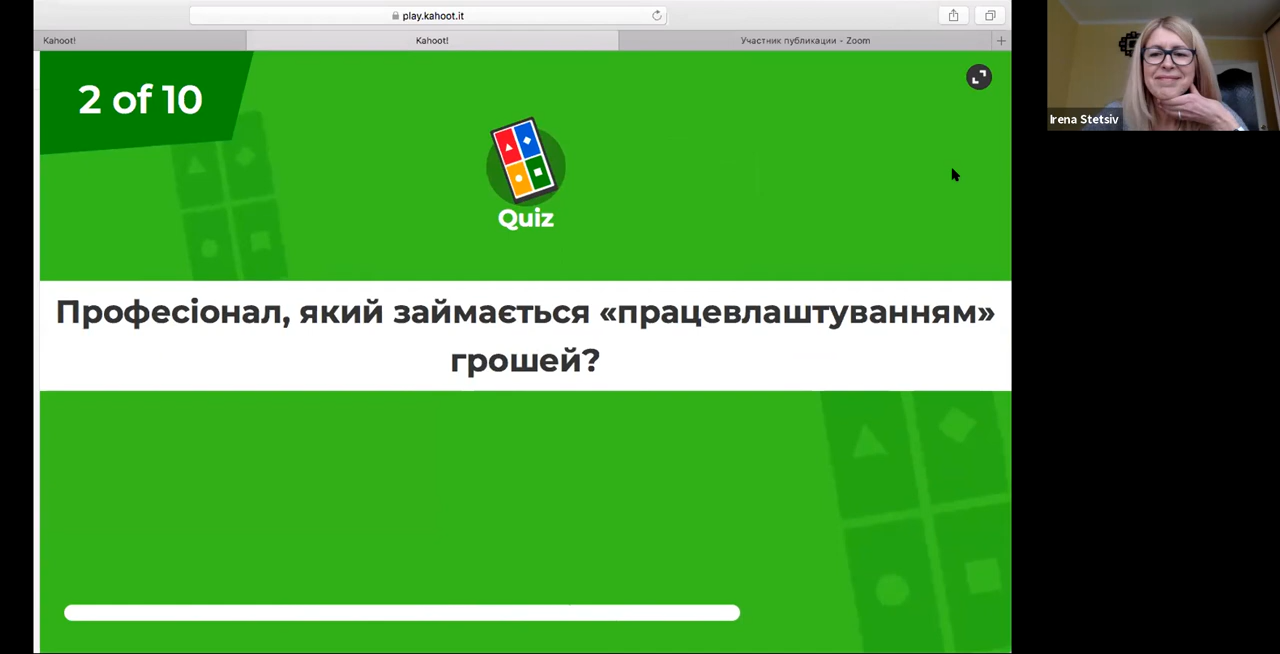 play.kahoot.it
Kahoot!
Kahoot!
Участник публикации - Zoom
2 of 10
Quiz
Професіонал, який займається «працевлаштуванням»
грошей?
Irena Stetsiv